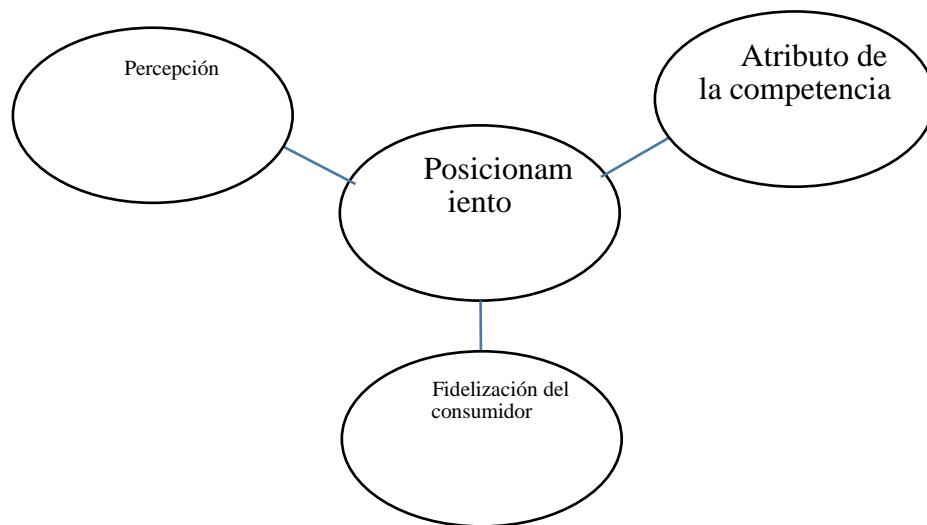 Percepción
Atributo de
la competencia
Posicionam
iento
Fidelización del
consumidor